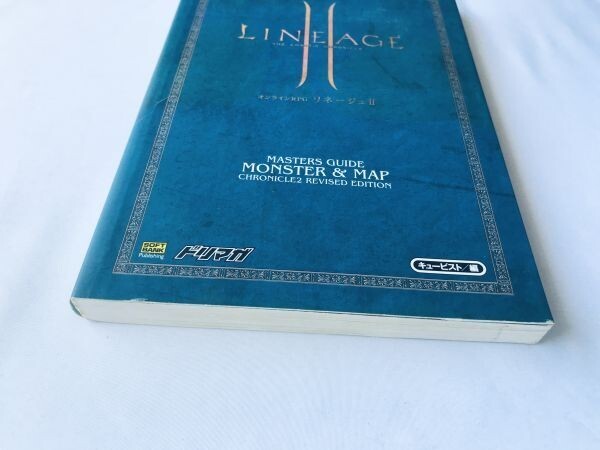 LINEAGE
II
THE CHAOTIC CHRONICLE
オンラインRPG リネージュII
MASTERS GUIDE
MONSTER & MAP
CHRONICLE2 REVISED EDITION
SOFT
BANK
Publishing
ドリマガ
キュービスト/編